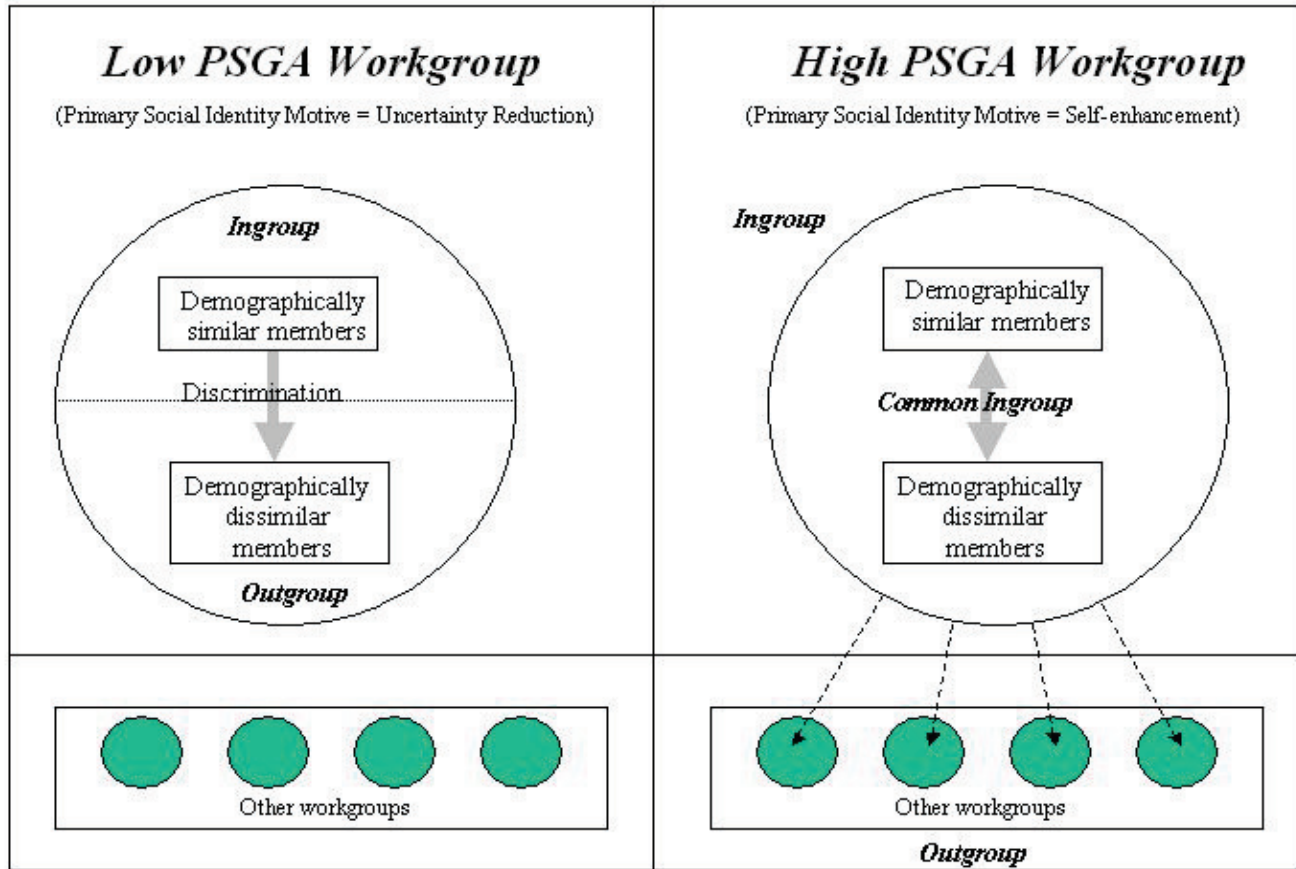 Low PSGA Workgroup
(Primary Social Identity Motive = Uncertainty Reduction)
Ingroup
Demographically
similar members
Discrimination
Demographically
dissimilar
members
Outgroup
Other workgroups
High PSGA Workgroup
(Primary Social Identity Motive = Self-enhancement)
Ingroup
Demographically
similar members
Common Ingroup
Demographically
dissimilar
members
Other workgroups
Outgroup